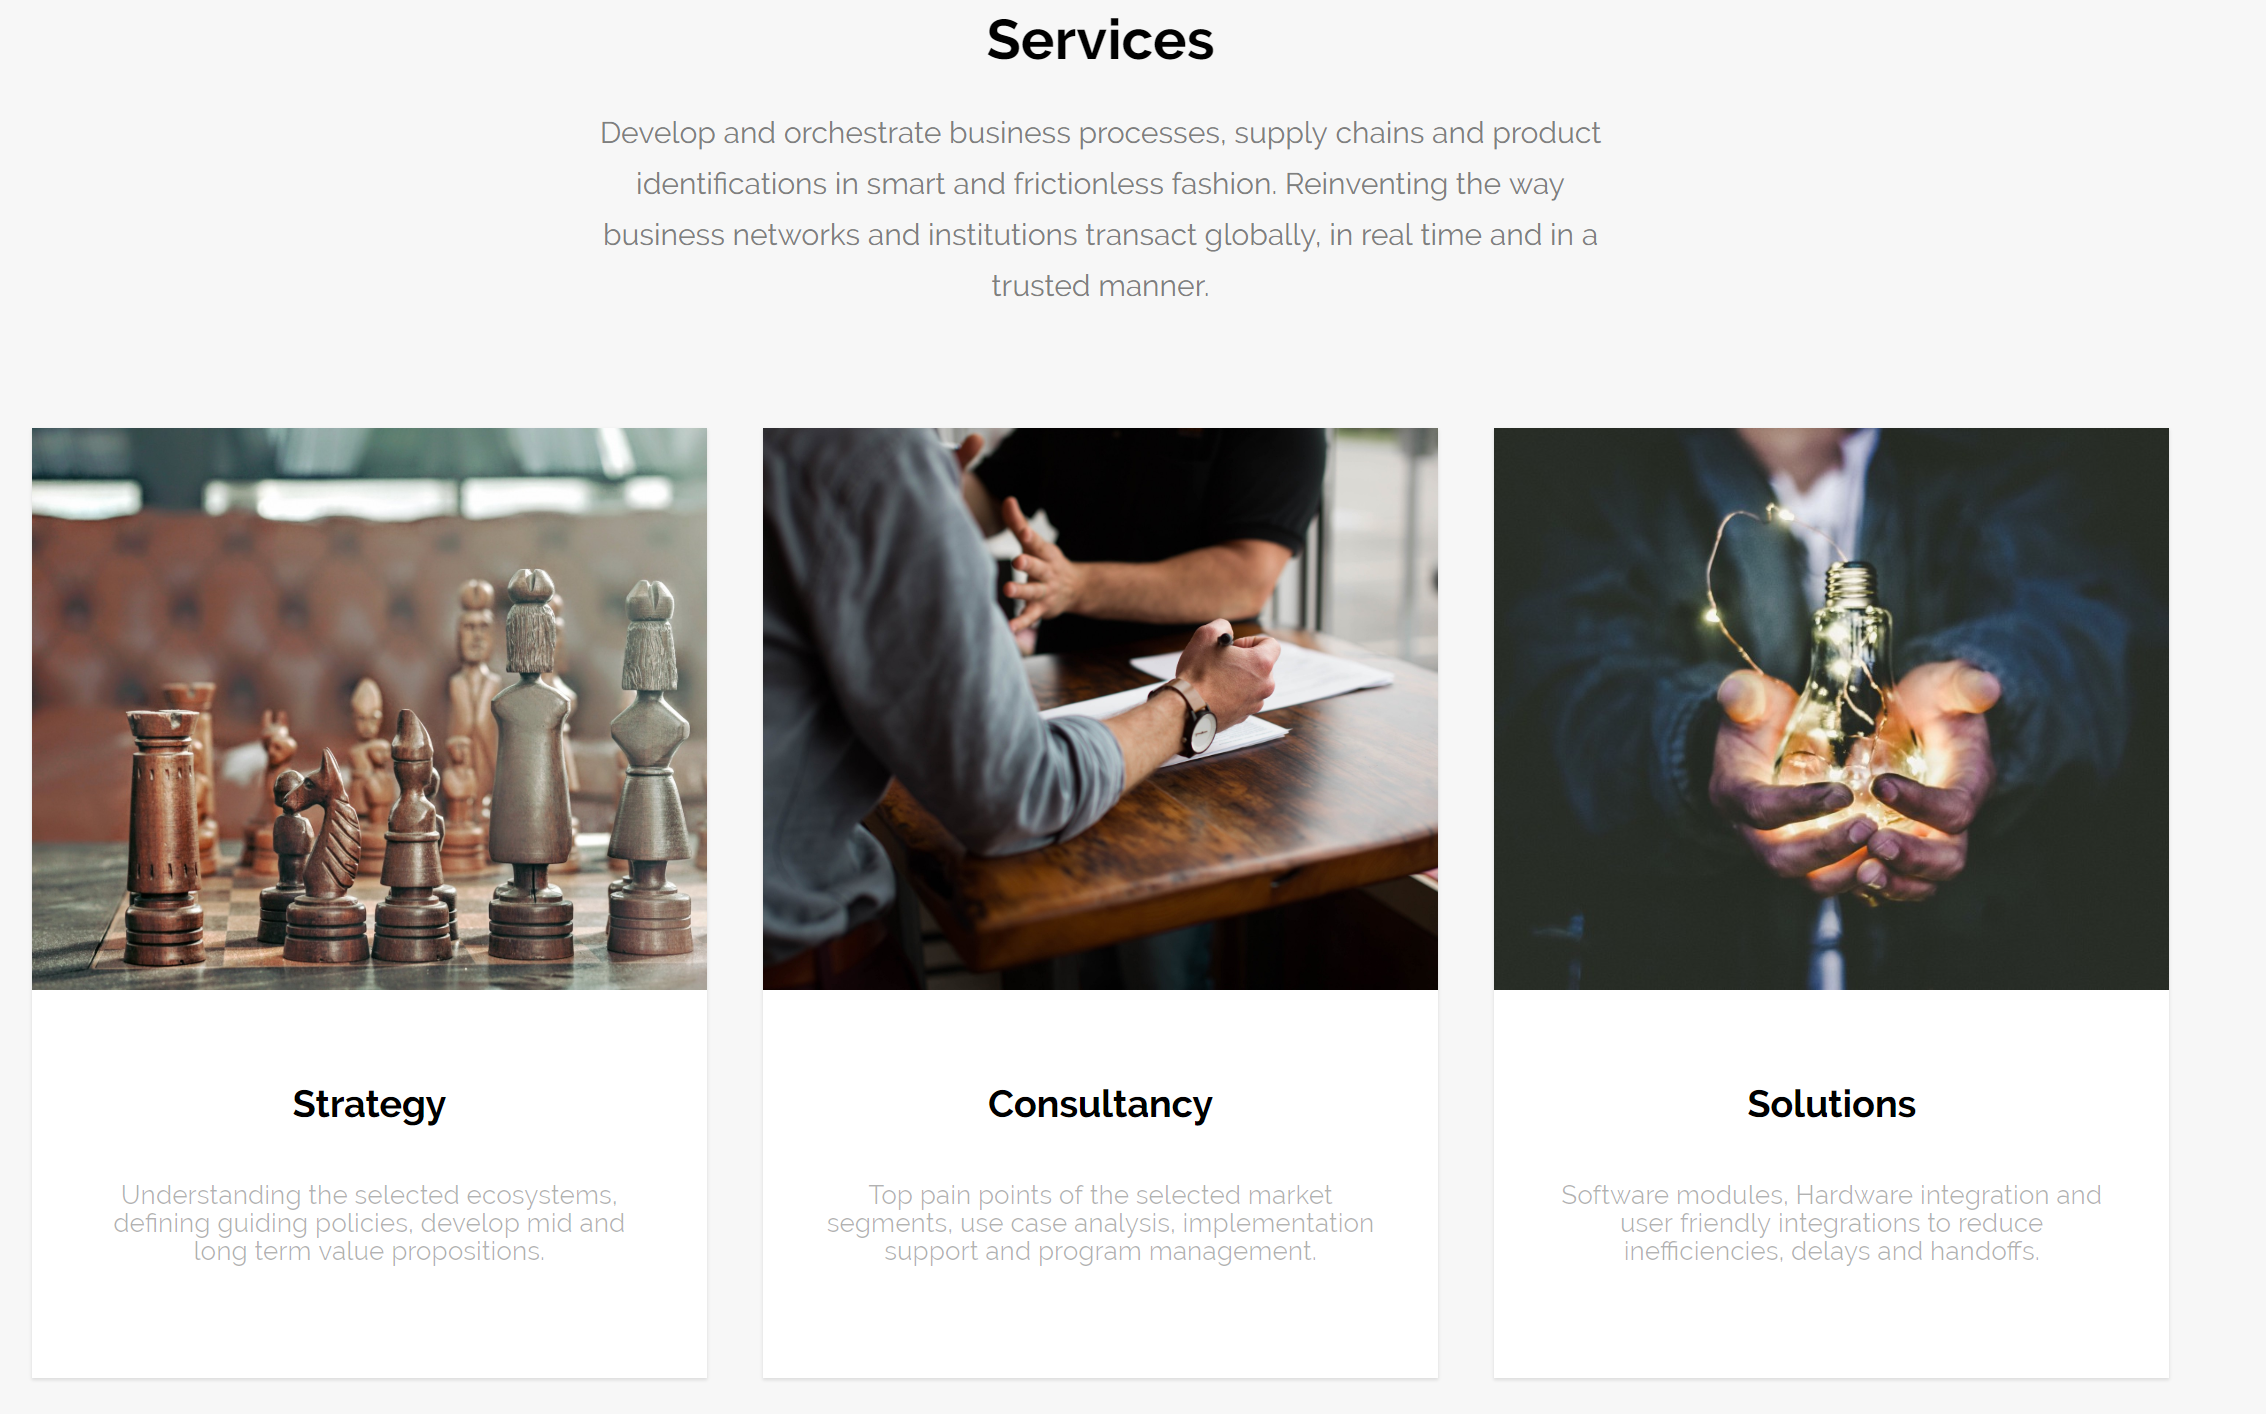 Services
Develop and orchestrate business processes, supply chains and product
identifications in smart and frictionless fashion. Reinventing the way
business networks and institutions transact globally, in real time and in a
trusted manner.
Strategy
Understanding the selected ecosystems,
defining guiding policies, develop mid and
long term value propositions.
Consultancy
Top pain points of the selected market
segments, use case analysis, implementation
support and program management.
Solutions
Software modules, Hardware integration and
user friendly integrations to reduce
inefficiencies, delays and handoffs.